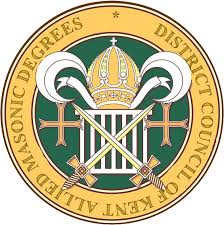 * DISTRICT COUNCIL OF KENT ALLIED MASONIC DEGREES